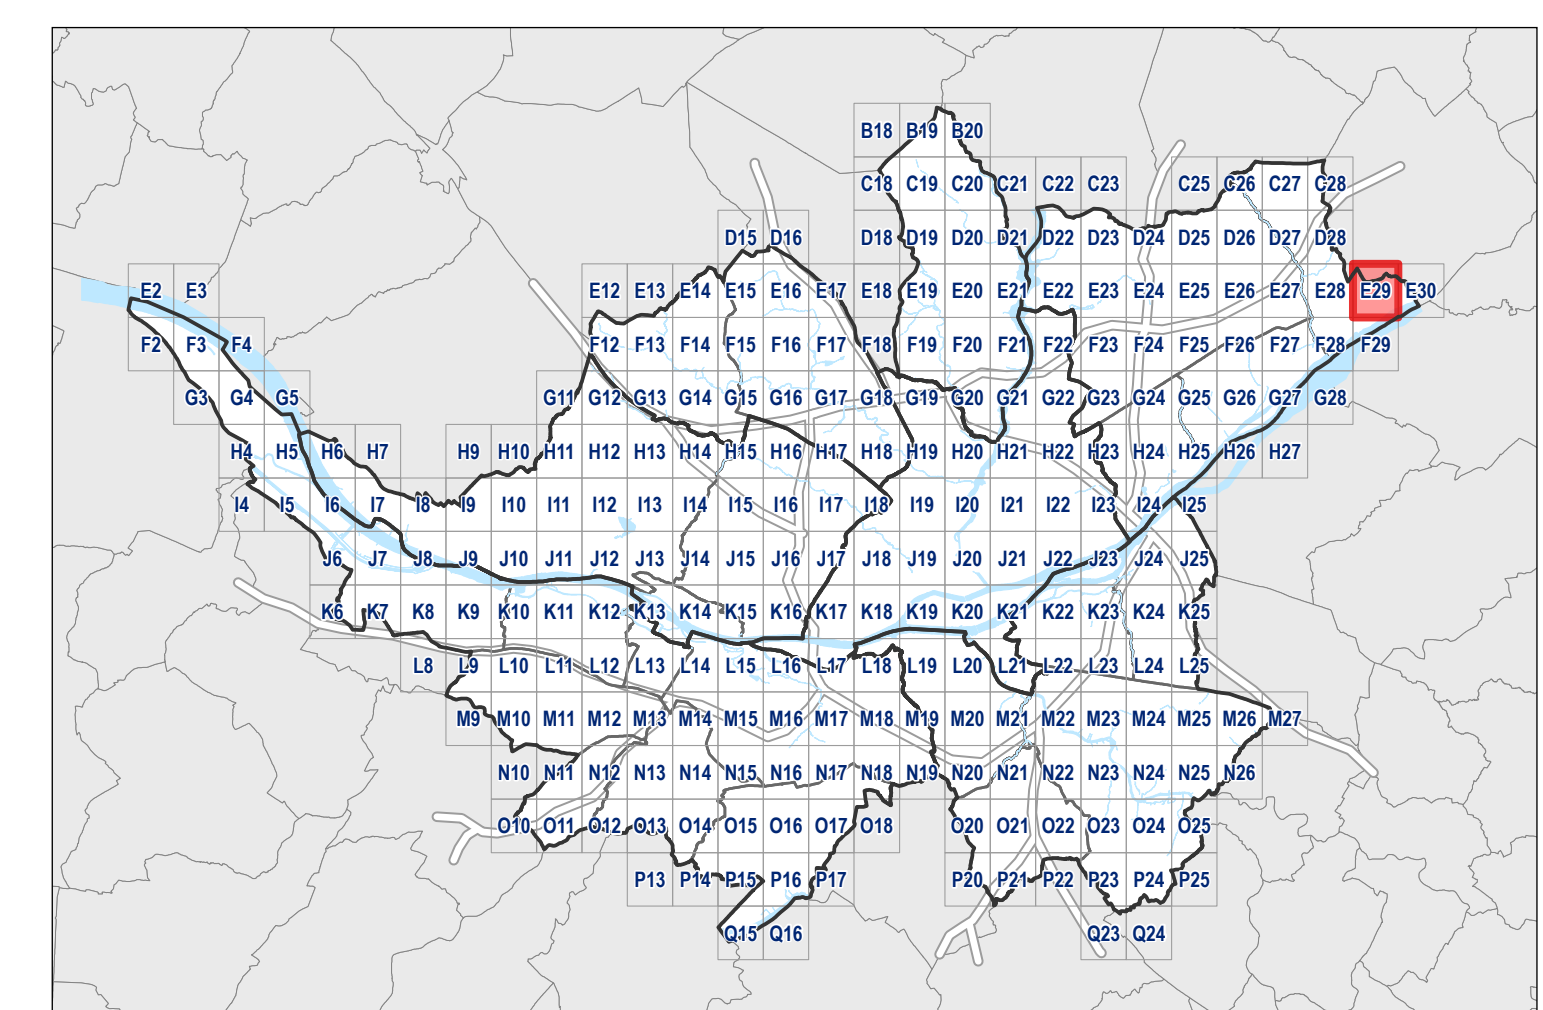 B18 B19 B20
C18 C19 C20 C21 C22 C23 C25 C26 C27 C28
D15 D16 D18 D19 D20 D21 D22 D23 D24 D25 D26 D27 D28
E2 E3 E12 E13 E14 E15 E16 E17 E18 E19 E20 E21 E22 E23 E24 E25 E26 E27 E28 E29 E30
F2 F3 F4 F12 F13 F14 F15 F16 F17 F18 F19 F20 F21 F22 F23 F24 F25 F26 F27 F28 F29
G3 G4 G5 G11 G12 G13 G14 G15 G16 G17 G18 G19 G20 G21 G22 G23 G24 G25 G26 G27 G28
H4 H5 H6 H7 H9 H10 H11 H12 H13 H14 H15 H16 H17 H18 H19 H20 H21 H22 H23 H24 H25 H26 H27
I4 I5 I6 I7 I8 I9 I10 I11 I12 I13 I14 I15 I16 I17 I18 I19 I20 I21 I22 I23 I24 I25
J6 J7 J8 J9 J10 J11 J12 J13 J14 J15 J16 J17 J18 J19 J20 J21 J22 J23 J24 J25
K6 K7 K8 K9 K10 K11 K12 K13 K14 K15 K16 K17 K18 K19 K20 K21 K22 K23 K24 K25
L8 L9 L10 L11 L12 L13 L14 L15 L16 L17 L18 L19 L20 L21 L22 L23 L24 L25
M9 M10 M11 M12 M13 M14 M15 M16 M17 M18 M19 M20 M21 M22 M23 M24 M25 M26 M27
N10 N11 N12 N13 N14 N15 N16 N17 N18 N19 N20 N21 N22 N23 N24 N25 N26
O10 O11 O12 O13 O14 O15 O16 O17 O18 O20 O21 O22 O23 O24 O25
P13 P14 P15 P16 P17 P20 P21 P22 P23 P24 P25
Q15 Q16 Q23 Q24